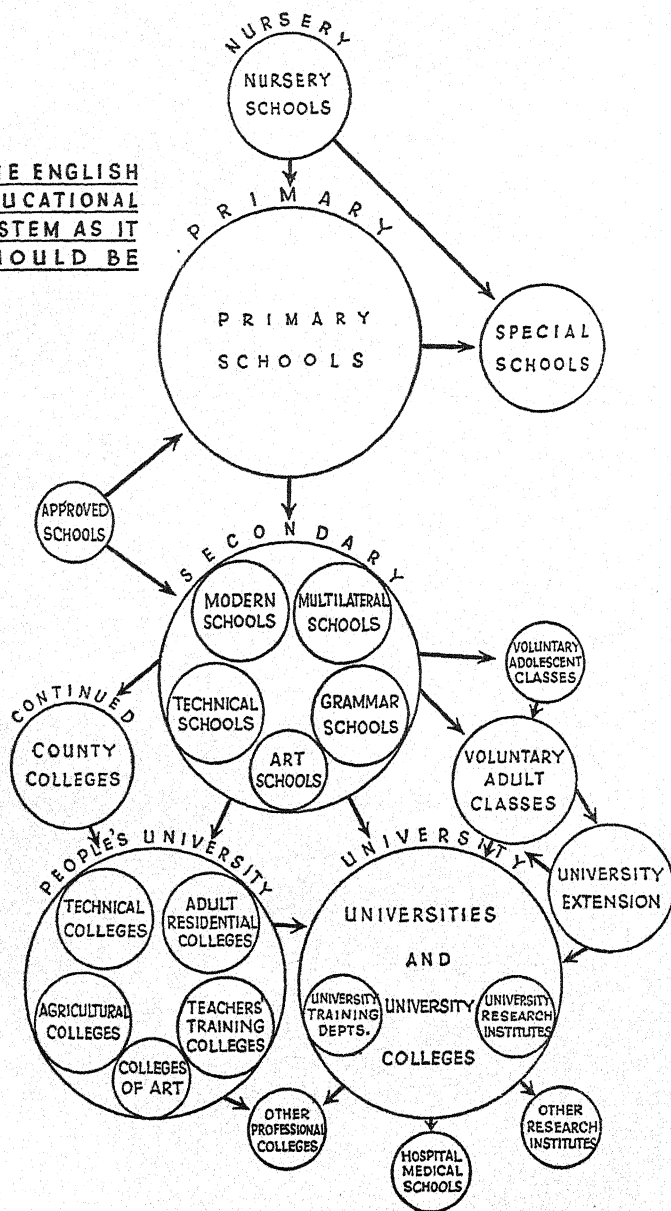 NURSERY
NURSERY
SCHOOLS
E ENGLISH
UCATIONAL
STEM AS IT
HOULD BE
PRIMARY
PRIMARY
SCHOOLS
SPECIAL
SCHOOLS
APPROVED
SCHOOLS
SECONDARY
MODERN
SCHOOLS
MULTILATERAL
SCHOOLS
TECHNICAL
SCHOOLS
GRAMMAR
SCHOOLS
ART
SCHOOLS
VOLUNTARY
ADOLESCENT
CLASSES
CONTINUED
COUNTY
COLLEGES
VOLUNTARY
ADULT
CLASSES
UNIVERSITY
EXTENSION
PEOPLE'S UNIVERSITY
TECHNICAL
COLLEGES
ADULT
RESIDENTIAL
COLLEGES
AGRICULTURAL
COLLEGES
TEACHERS'
TRAINING
COLLEGES
COLLEGES
OF ART
UNIVERSITY
UNIVERSITIES
AND
UNIVERSITY
COLLEGES
UNIVERSITY
TRAINING
DEPTS.
UNIVERSITY
RESEARCH
INSTITUTES
OTHER
PROFESSIONAL
COLLEGES
HOSPITAL
MEDICAL
SCHOOLS
OTHER
RESEARCH
INSTITUTES